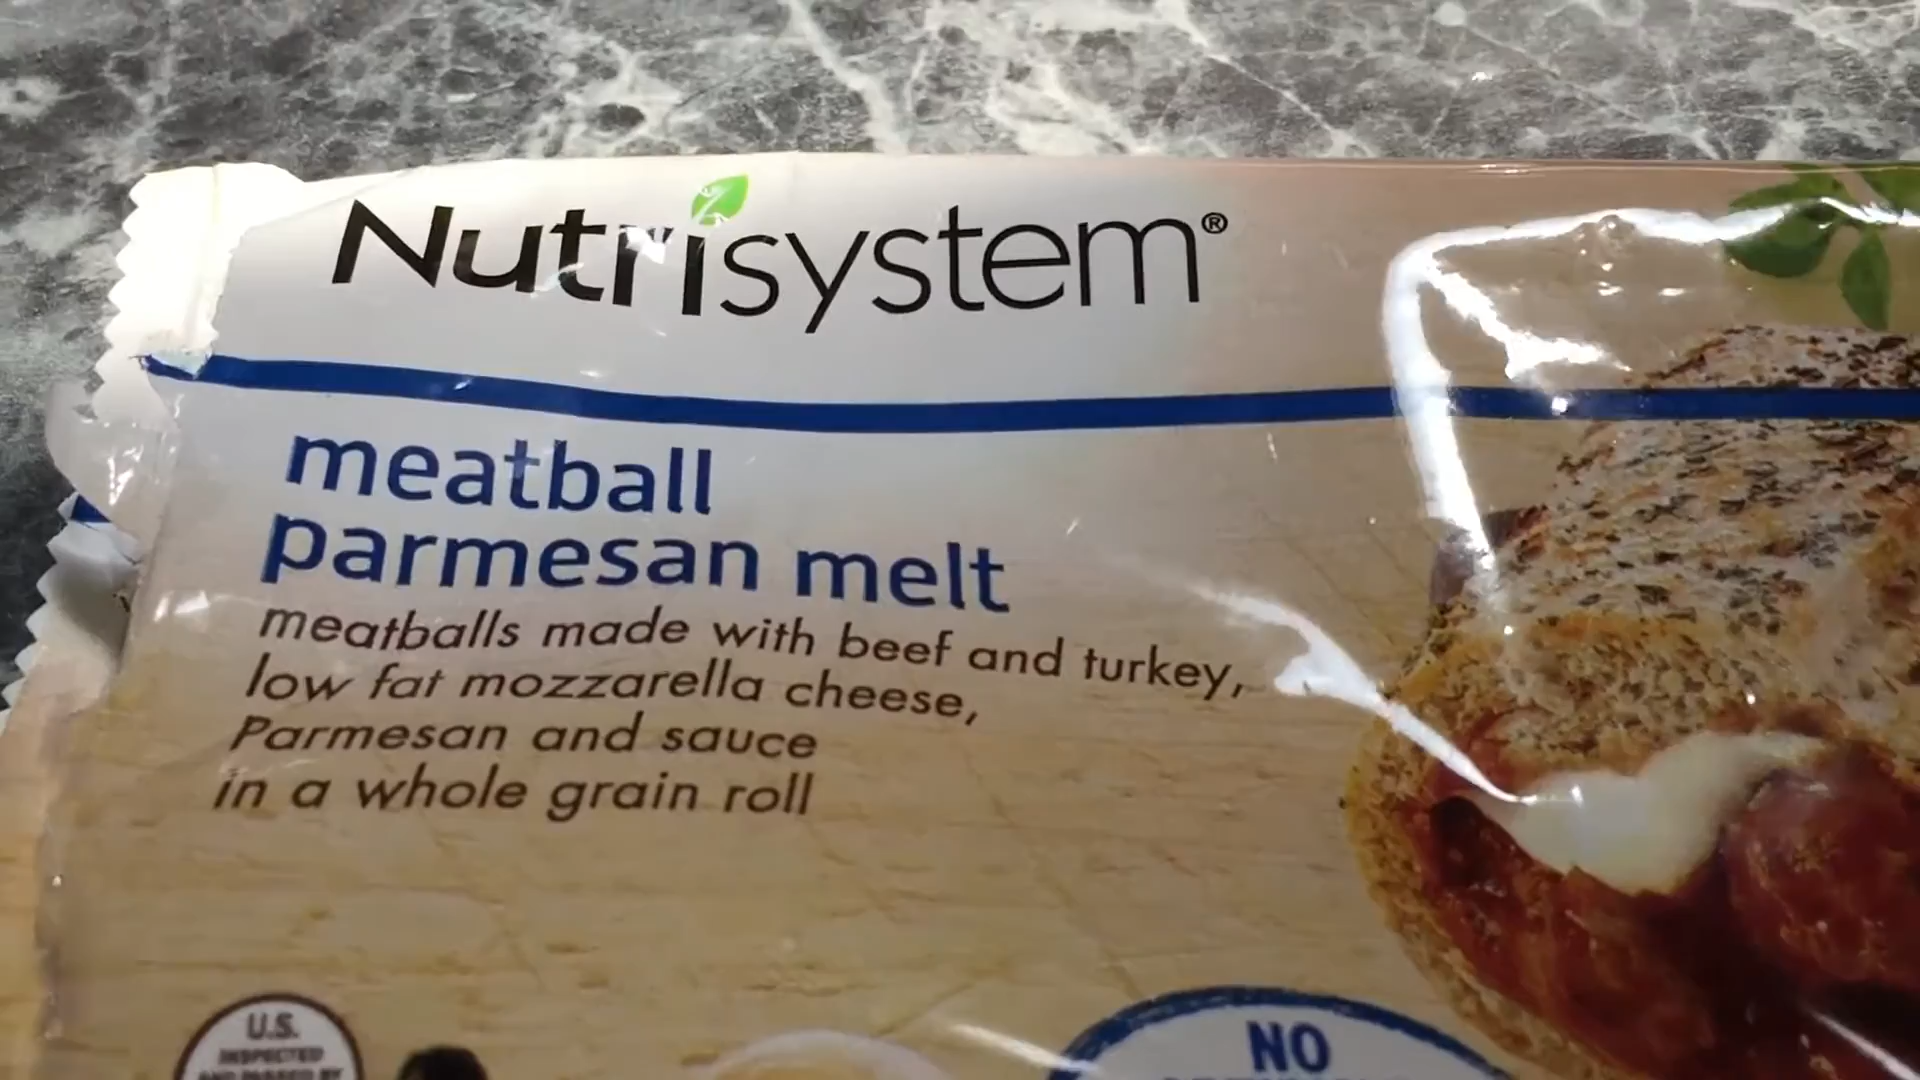 Nutrisystem®
meatball
parmesan melt
meatballs made with beef and turkey,
low fat mozzarella cheese,
Parmesan and sauce
in a whole grain roll
U.S.
INSPECTED
AND PASSED BY
NO